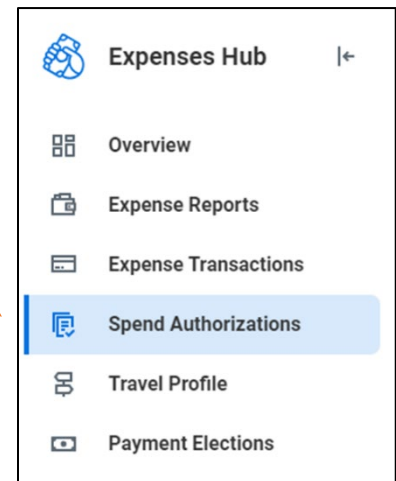 Expenses Hub
Overview
Expense Reports
Expense Transactions
Spend Authorizations
Travel Profile
Payment Elections